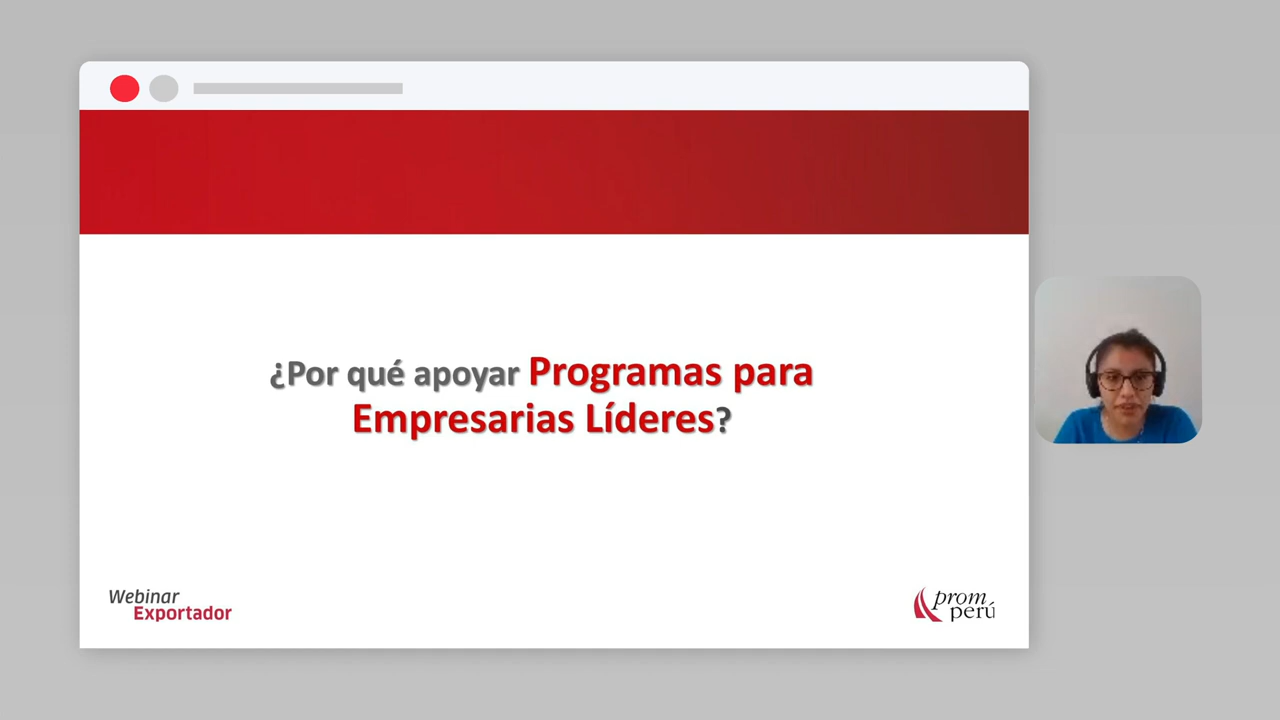 ¿Por qué apoyar Programas para
Empresarias Líderes?
Webinar
Exportador
prom
perú